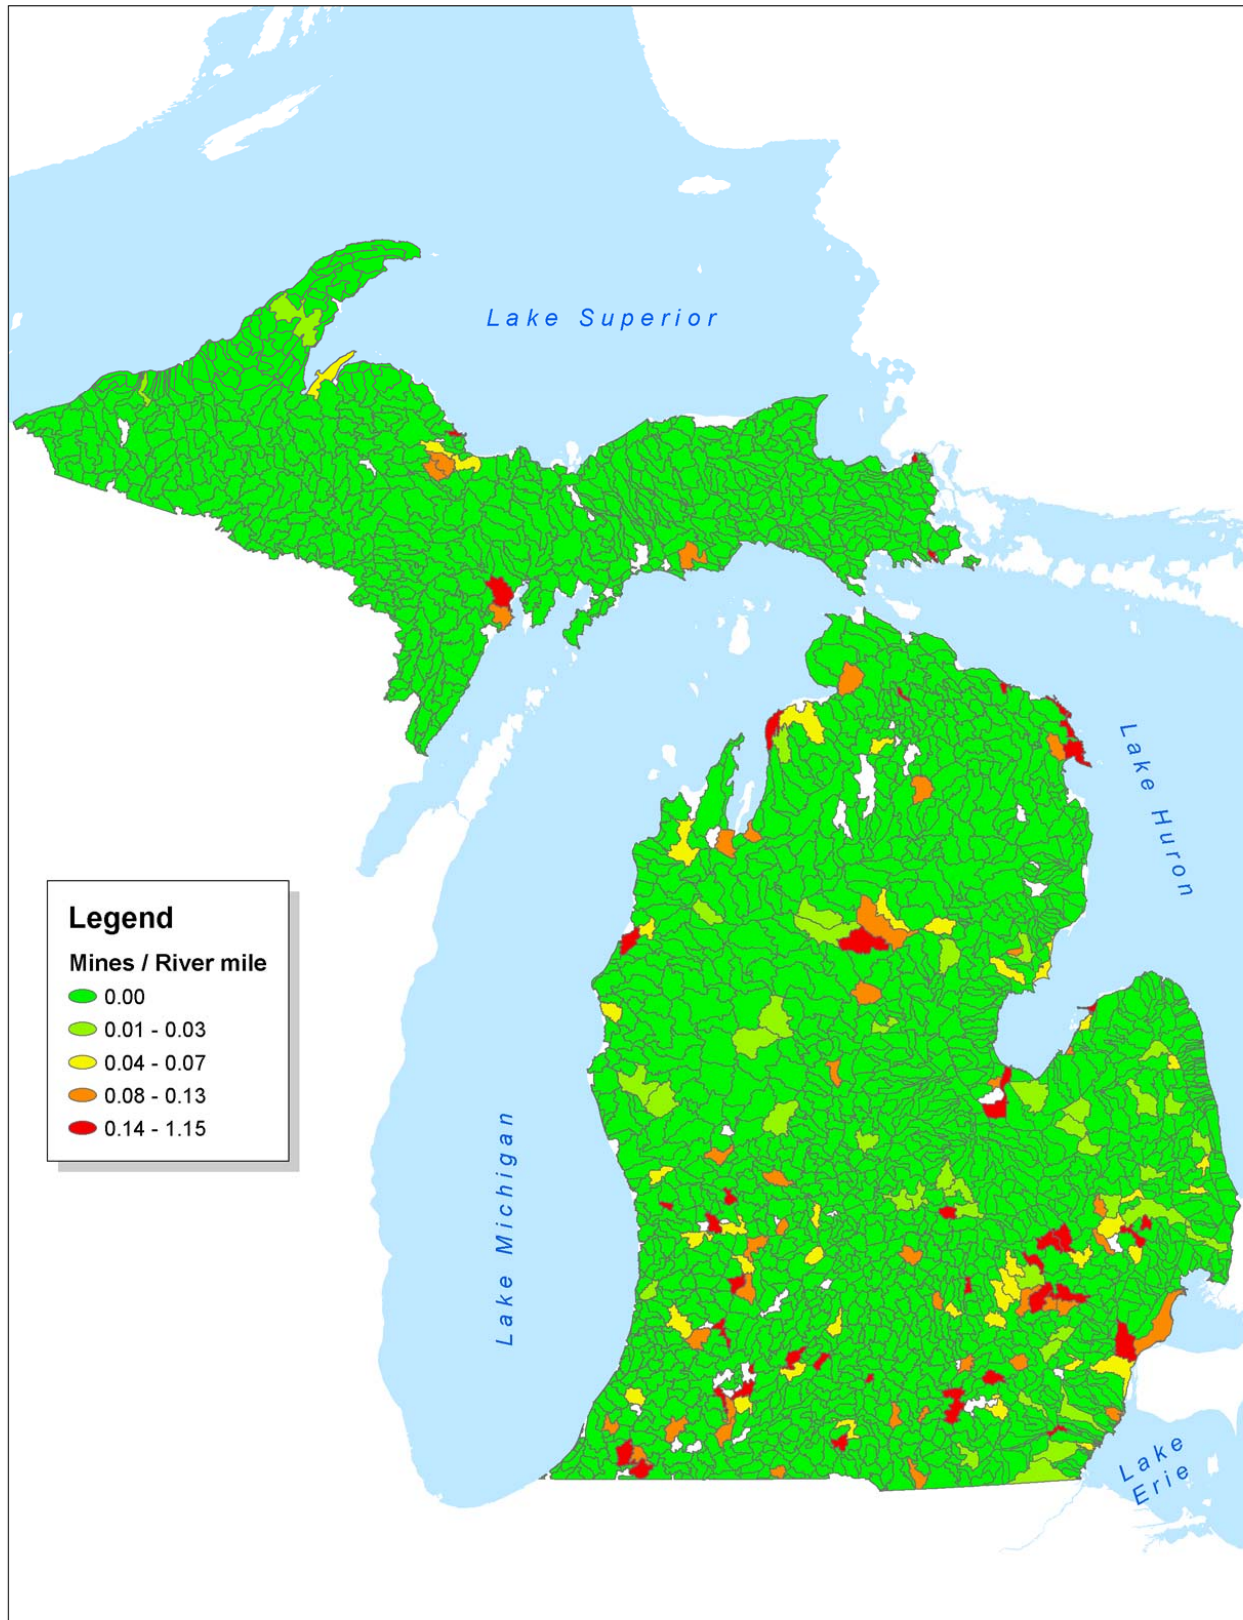 Lake Superior
Lake Huron
Legend
Mines / River mile
0.00
0.01 - 0.03
0.04 - 0.07
0.08 - 0.13
0.14 - 1.15
Lake Michigan
Lake
Erie